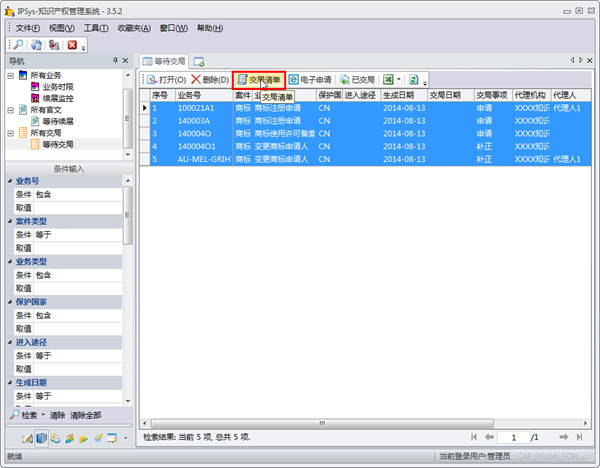 IPSys-知识产权管理系统 - 3.5.2
文件(F) 视图(V) 工具(T) 收藏夹(A) 窗口(W) 帮助(H)
导航
所有业务
业务时限
续展监控
所有官文
等待续展
所有交局
等待交局
条件输入
业务号
条件 包含
取值
案件类型
条件 等于
取值
业务类型
条件 包含
取值
保护国家
条件 包含
取值
进入途径
条件 等于
取值
生成日期
条件 等于
取值
检索 清除 清除全部
等待交局
打开(O) 删除(D) 交局清单 电子申请 已交局
序号 业务号 案件 业 保护国 进入途径 生成日期 交局日期 交局事项 代理机构 代理人
交局清单
1 100021A1 商标 商标注册申请 CN 2014-08-13 申请 XXXX知识 代理人1
2 140003A 商标 商标注册申请 CN 2014-08-13 申请 XXXX知识
3 140004O 商标 商标使用许可备案 CN 2014-08-13 申请 XXXX知识
4 140004O1 商标 变更商标申请人 CN 2014-08-13 补正 XXXX知识
5 AU-MEL-GRIH 商标 变更商标申请人 CN 2014-08-13 补正 XXXX知识 代理人1
检索结果: 当前 5 项, 总共 5 项.
1 /1
就绪
当前登录用户:管理员 CAP NUM SCRL